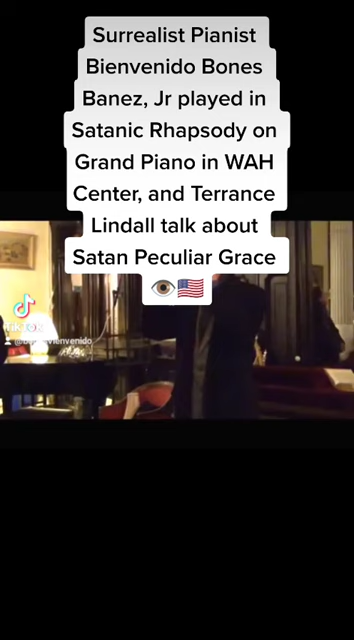 Surrealist Pianist
Bienvenido Bones
Banez, Jr played in
Satanic Rhapsody on
Grand Piano in WAH
Center, and Terrance
Lindall talk about
Satan Peculiar Grace
👁️🇺🇸
TikTok